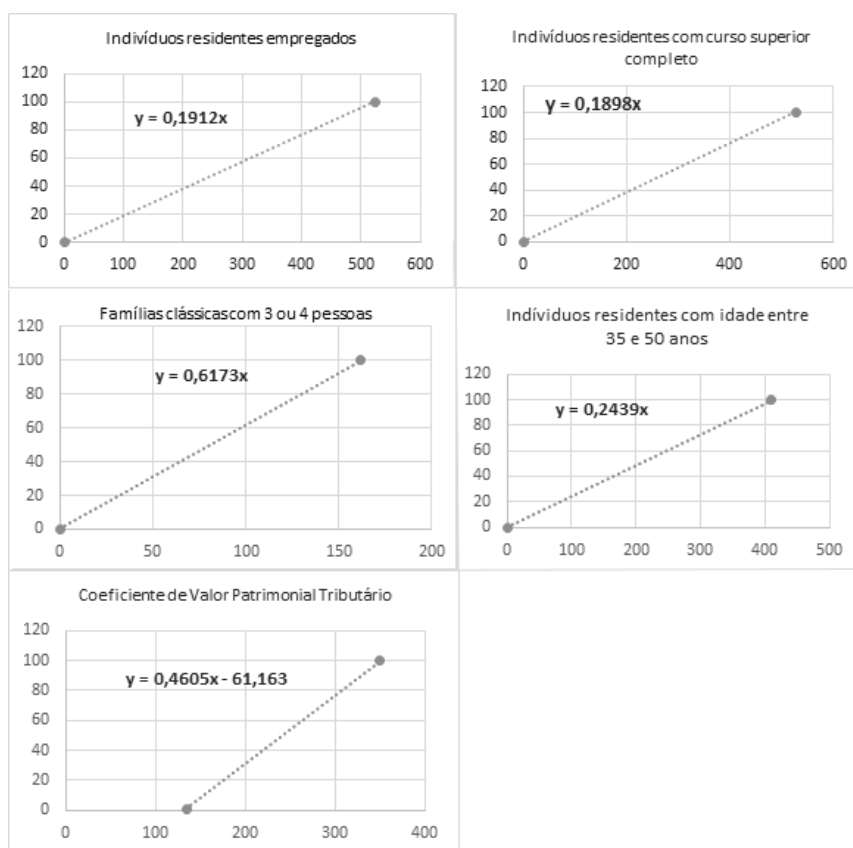 Indivíduos residentes empregados
120
100
80
60
40
20
0
0 100 200 300 400 500 600
y = 0,1912x
Indivíduos residentes com curso superior
completo
120
100
80
60
40
20
0
0 200 400 600
y = 0,1898x
Famílias clássicas com 3 ou 4 pessoas
120
100
80
60
40
20
0
0 50 100 150 200
y = 0,6173x
Indíviduos residentes com idade entre
35 e 50 anos
120
100
80
60
40
20
0
0 100 200 300 400 500
y = 0,2439x
Coeficiente de Valor Patrimonial Tributário
120
100
80
60
40
20
0
0 100 200 300 400
y = 0,4605x - 61,163